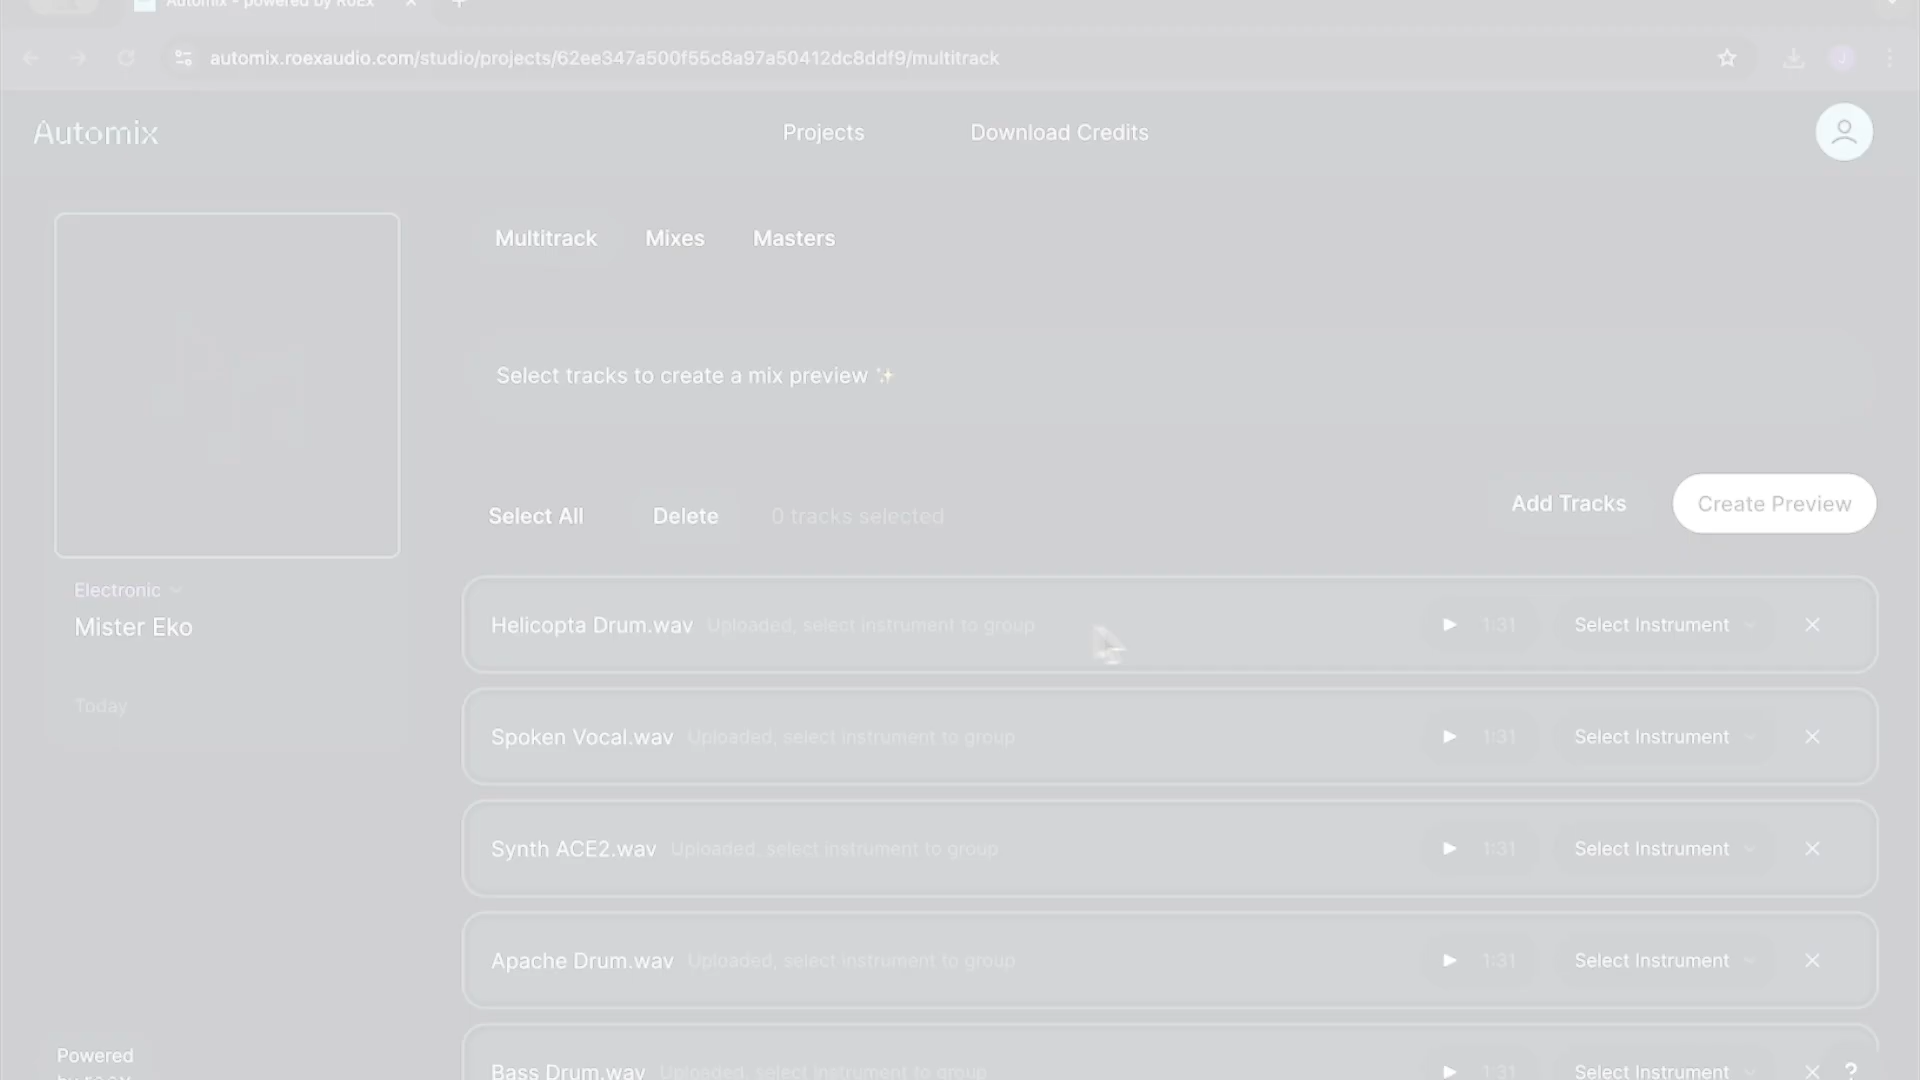 Automix - powered by RoEx
automix.roexaudio.com/studio/projects/62ee347a500f55c8a97a50412dc8ddf9/multitrack
J
Automix
Projects
Download Credits
Multitrack
Mixes
Masters
Select tracks to create a mix preview ✨
Select All
Delete
0 tracks selected
Add Tracks
Create Preview
Electronic
Mister Eko
Today
Helicopta Drum.wav Uploaded, select instrument to group 1:31 Select Instrument
Spoken Vocal.wav Uploaded, select instrument to group 1:31 Select Instrument
Synth ACE2.wav Uploaded, select instrument to group 1:31 Select Instrument
Apache Drum.wav Uploaded, select instrument to group 1:31 Select Instrument
Bass Drum.wav Uploaded, select instrument to group 1:31 Select Instrument
?
Powered
by roex